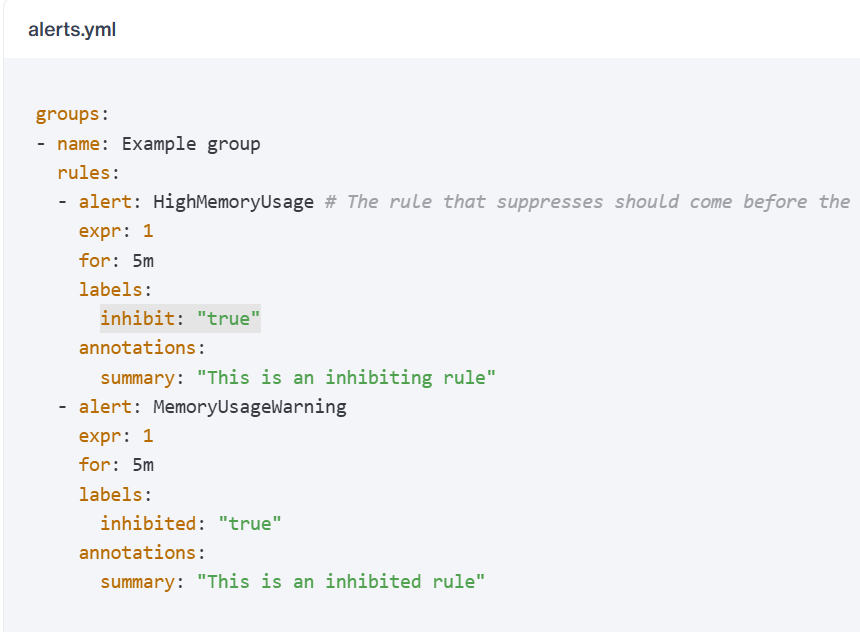 alerts.yml
groups:
- name: Example group
rules:
- alert: HighMemoryUsage # The rule that suppresses should come before the
expr: 1
for: 5m
labels:
inhibit: "true"
annotations:
summary: "This is an inhibiting rule"
- alert: MemoryUsageWarning
expr: 1
for: 5m
labels:
inhibited: "true"
annotations:
summary: "This is an inhibited rule"